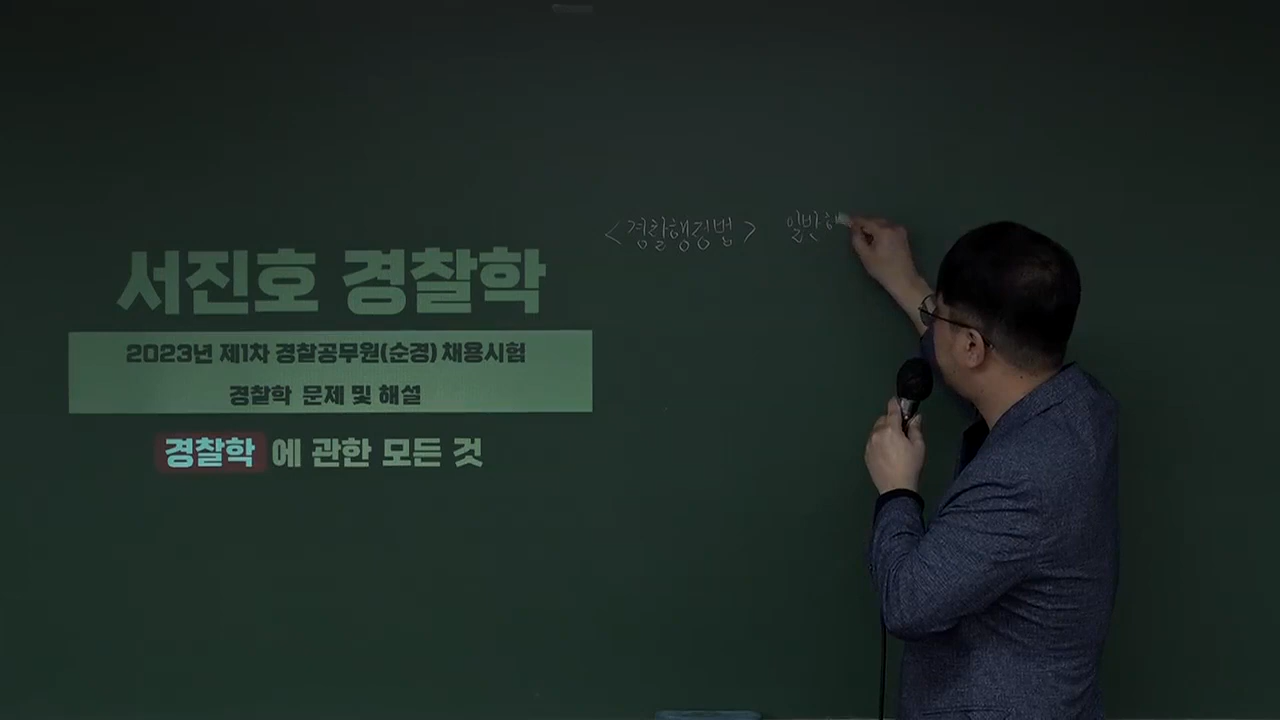 서진호 경찰학
2023년 제1차 경찰공무원(순경) 채용시험
경찰학 문제 및 해설
경찰학 에 관한 모든 것
<경찰행정법> 일반